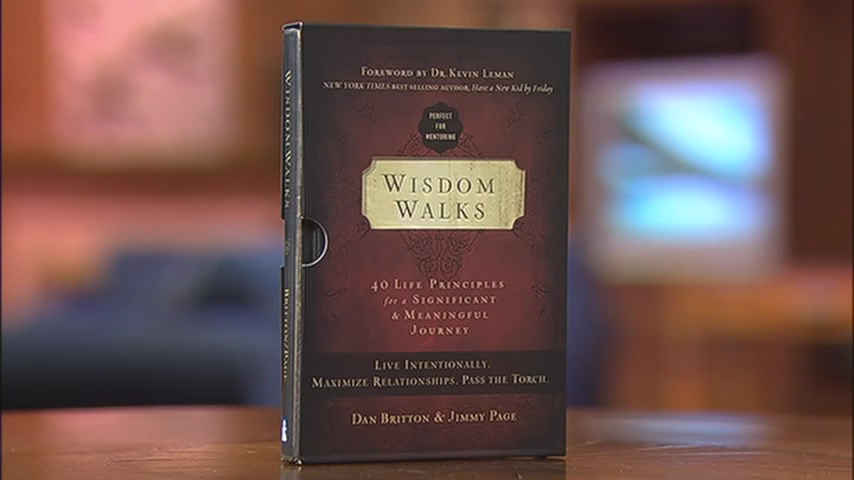 Foreword by Dr. Kevin Leman
New York Times best selling author, Have a New Kid by Friday
PERFECT
FOR
MENTORING
WISDOM
WALKS
40 Life Principles
for a Significant
& Meaningful
Journey
Live Intentionally.
Maximize Relationships. Pass the Torch.
Dan Britton & Jimmy Page
WISDOM WALKS
BRITTON/PAGE